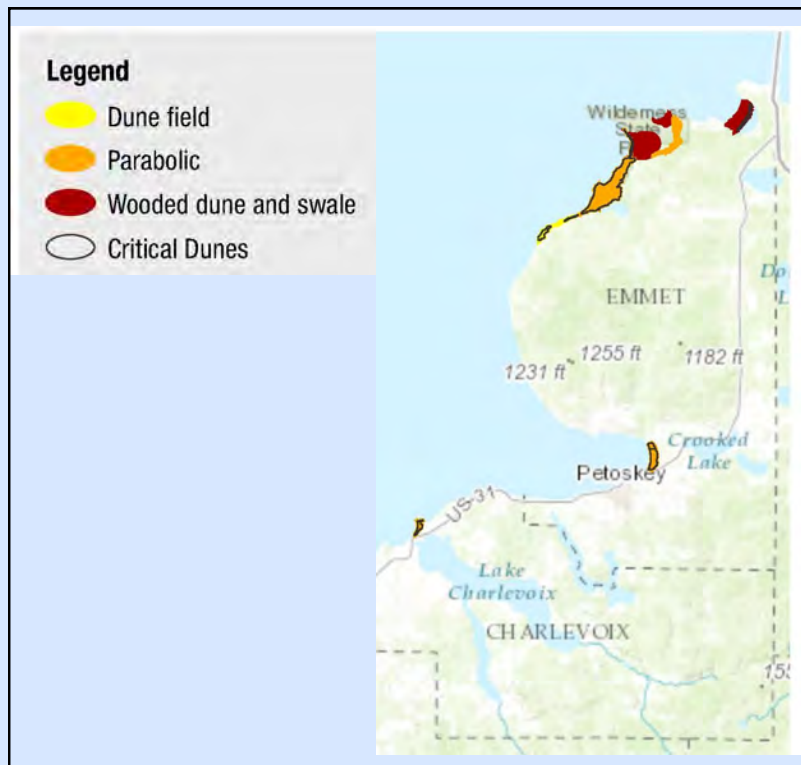 Legend
Dune field
Parabolic
Wooded dune and swale
Critical Dunes
Wilderness
State
EMMET
1255 ft
1182 ft
1231 ft
Crooked
Lake
Petoskey
US-31
Lake
Charlevoix
CHARLEVOIX
155